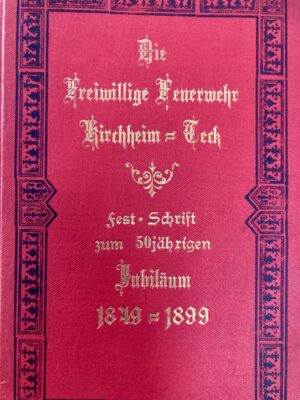 Die
Freiwillige Feuerwehr
Kirchheim = Teck
Fest - Schrift
zum 50jährigen
Jubiläum
1849 = 1899